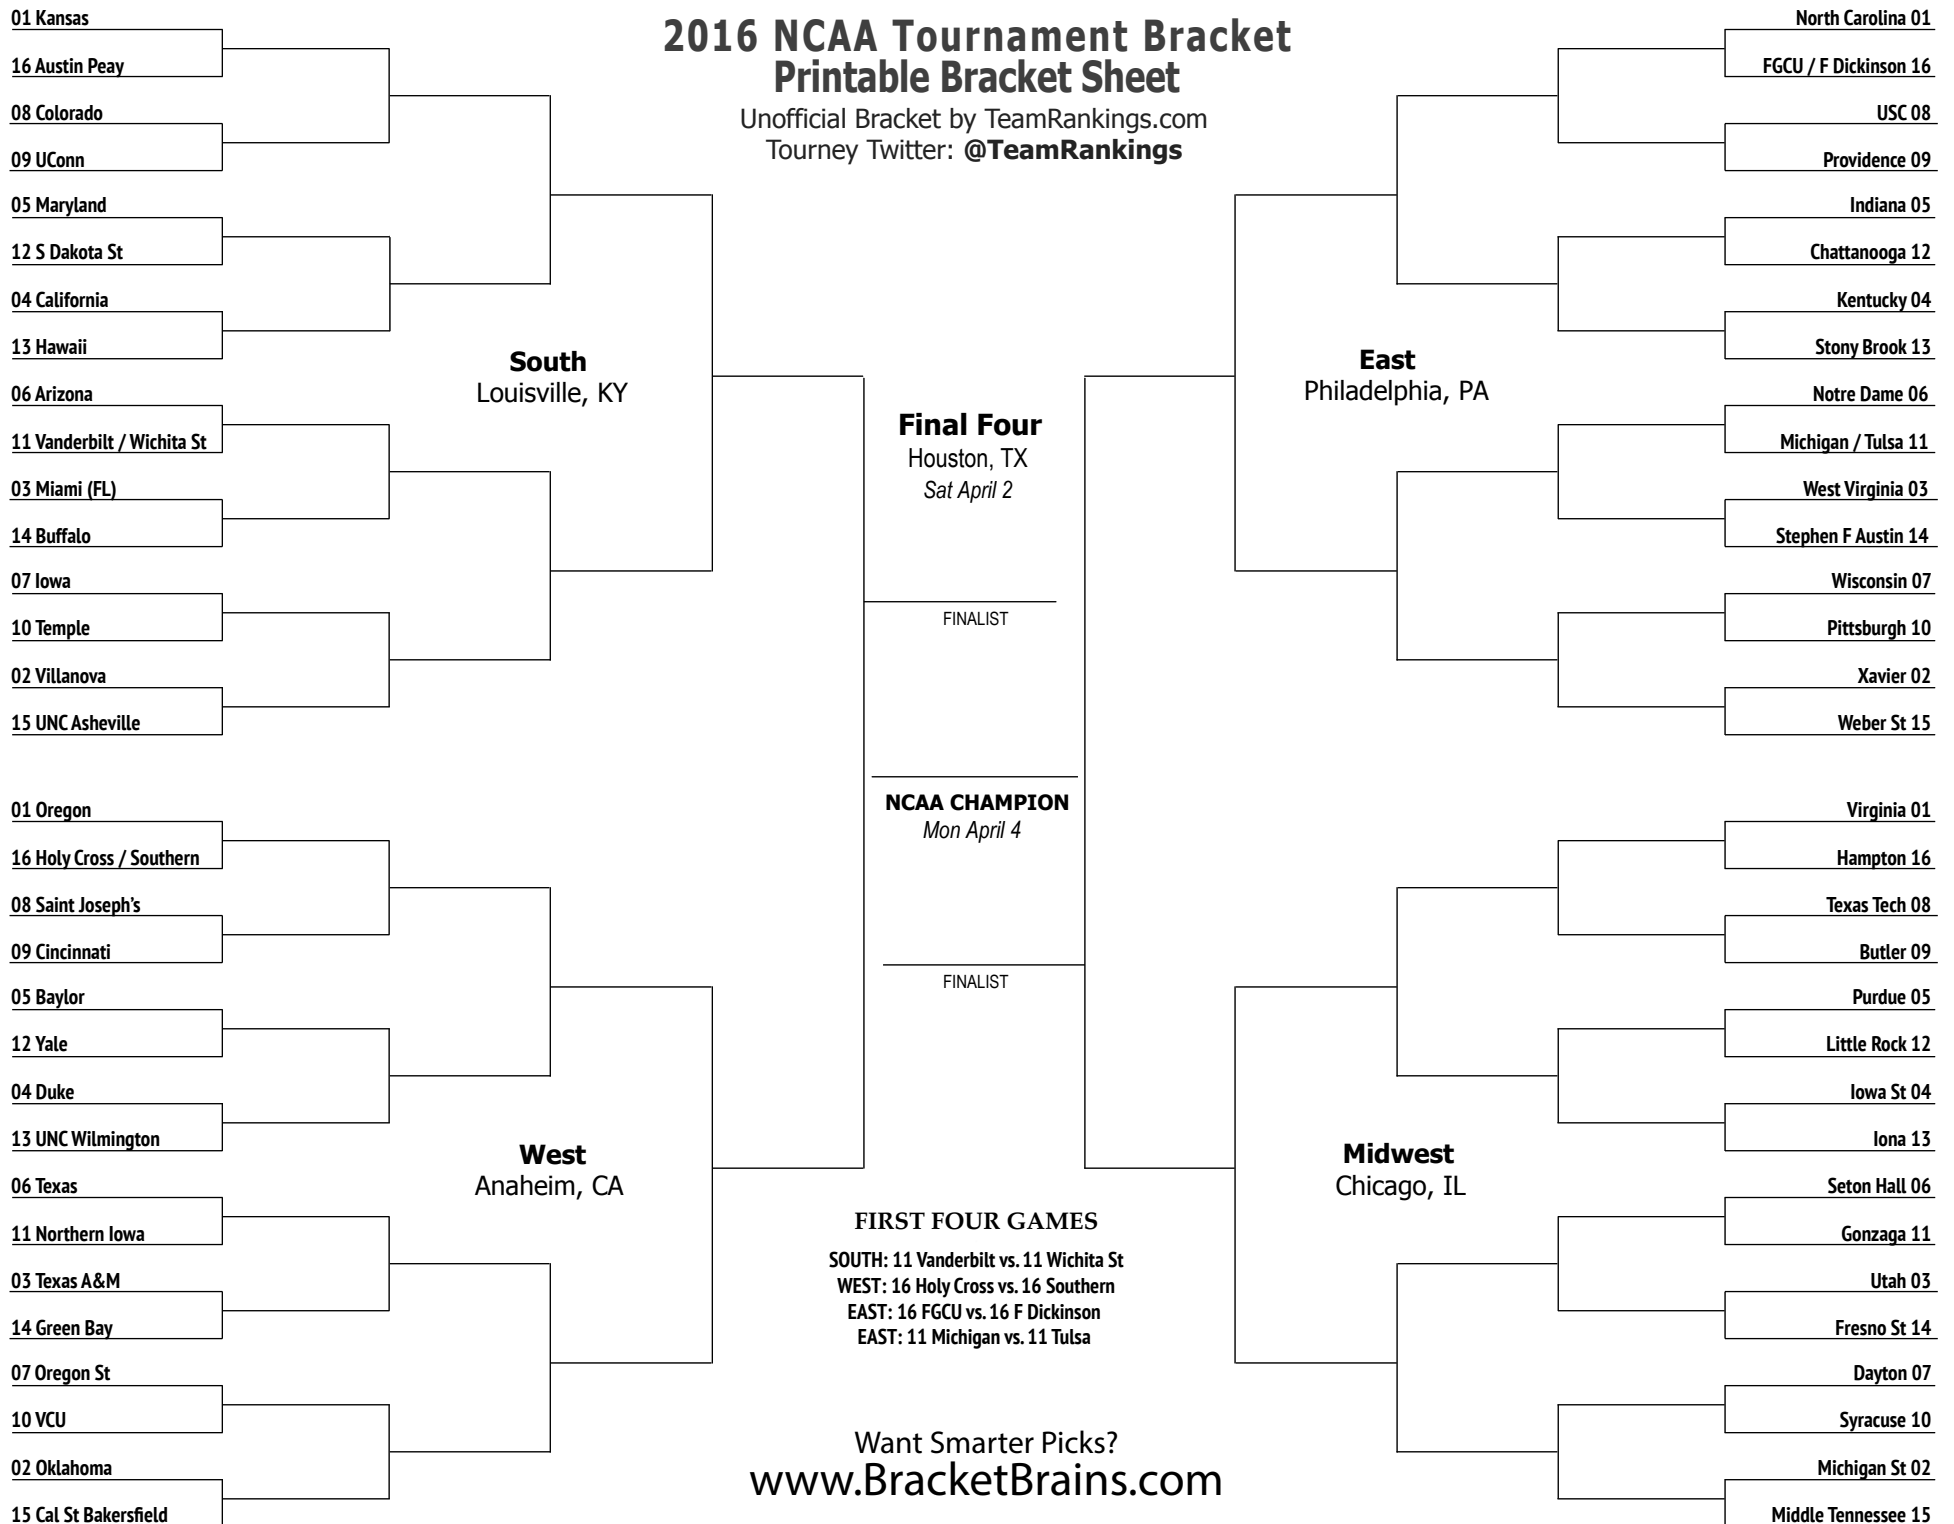 2016 NCAA Tournament Bracket
Printable Bracket Sheet
Unofficial Bracket by TeamRankings.com
Tourney Twitter: @TeamRankings
01 Kansas
16 Austin Peay
08 Colorado
09 UConn
05 Maryland
12 S Dakota St
04 California
13 Hawaii
06 Arizona
11 Vanderbilt / Wichita St
03 Miami (FL)
14 Buffalo
07 Iowa
10 Temple
02 Villanova
15 UNC Asheville
South
Louisville, KY
01 Oregon
16 Holy Cross / Southern
08 Saint Joseph's
09 Cincinnati
05 Baylor
12 Yale
04 Duke
13 UNC Wilmington
06 Texas
11 Northern Iowa
03 Texas A&M
14 Green Bay
07 Oregon St
10 VCU
02 Oklahoma
15 Cal St Bakersfield
West
Anaheim, CA
Final Four
Houston, TX
Sat April 2
FINALIST
NCAA CHAMPION
Mon April 4
FINALIST
FIRST FOUR GAMES
SOUTH: 11 Vanderbilt vs. 11 Wichita St
WEST: 16 Holy Cross vs. 16 Southern
EAST: 16 FGCU vs. 16 F Dickinson
EAST: 11 Michigan vs. 11 Tulsa
Want Smarter Picks?
www.BracketBrains.com
North Carolina 01
FGCU / F Dickinson 16
USC 08
Providence 09
Indiana 05
Chattanooga 12
Kentucky 04
Stony Brook 13
Notre Dame 06
Michigan / Tulsa 11
West Virginia 03
Stephen F Austin 14
Wisconsin 07
Pittsburgh 10
Xavier 02
Weber St 15
East
Philadelphia, PA
Virginia 01
Hampton 16
Texas Tech 08
Butler 09
Purdue 05
Little Rock 12
Iowa St 04
Iona 13
Seton Hall 06
Gonzaga 11
Utah 03
Fresno St 14
Dayton 07
Syracuse 10
Michigan St 02
Middle Tennessee 15
Midwest
Chicago, IL